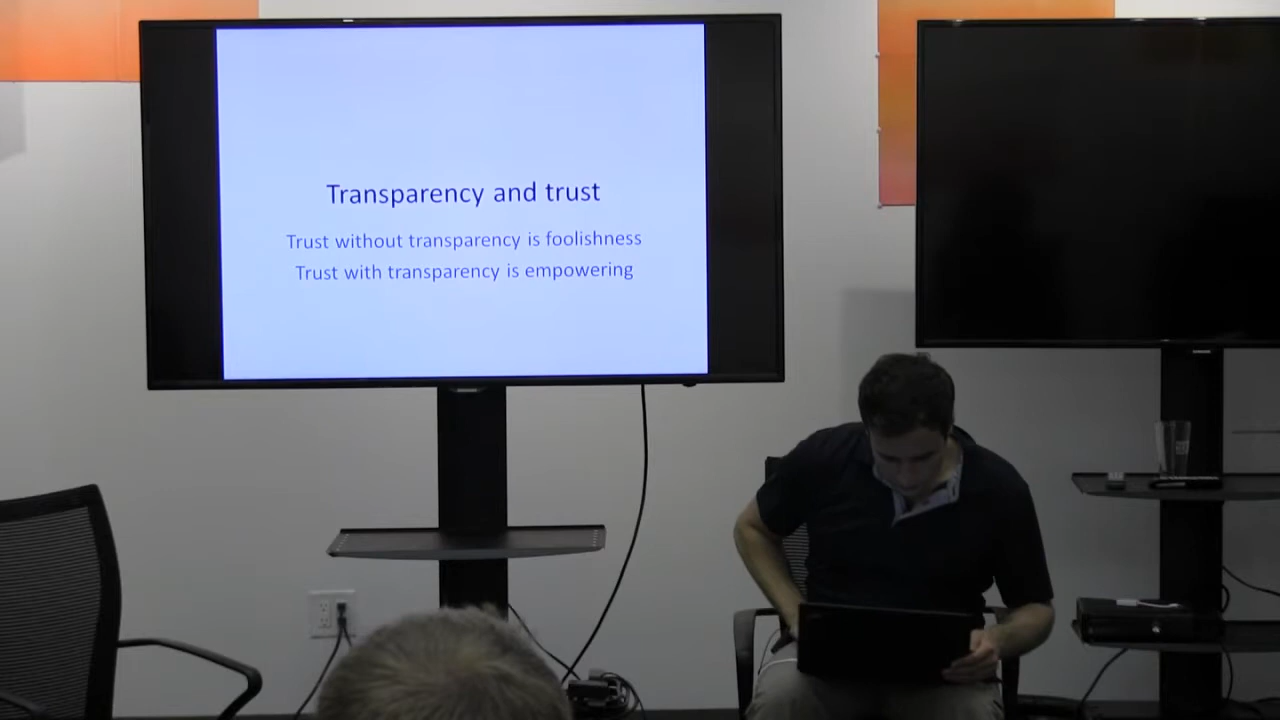 Transparency and trust
Trust without transparency is foolishness
Trust with transparency is empowering